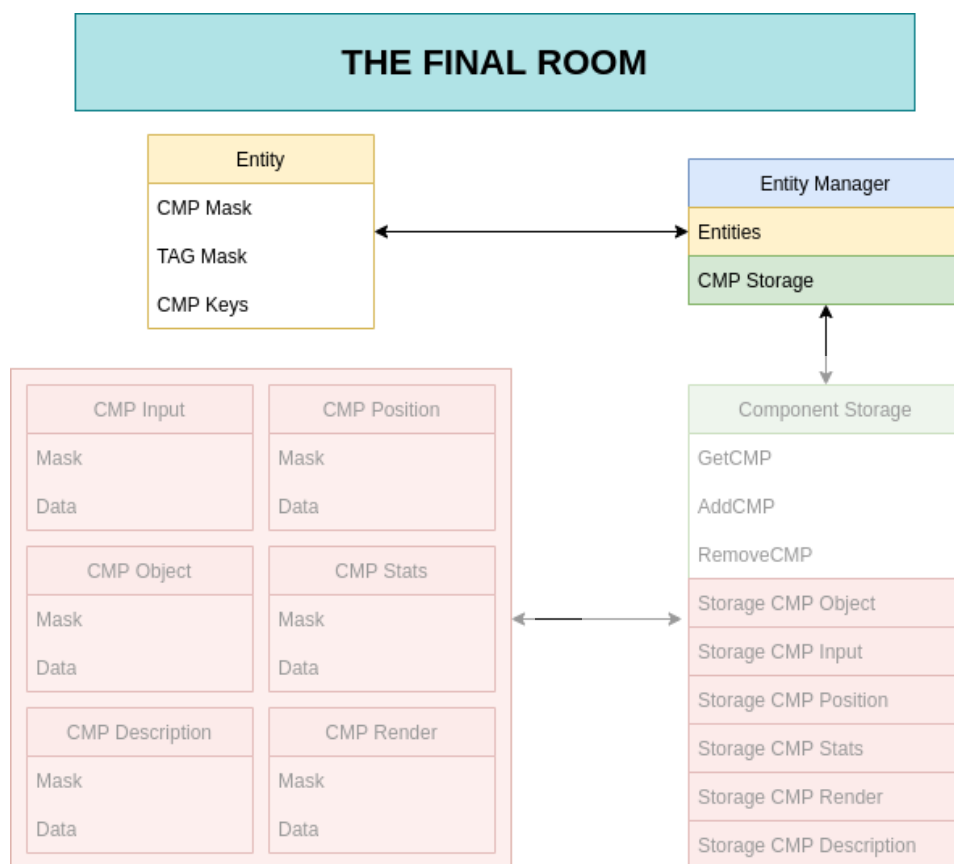 THE FINAL ROOM
Entity
CMP Mask
TAG Mask
CMP Keys
Entity Manager
Entities
CMP Storage
CMP Input
Mask
Data
CMP Position
Mask
Data
CMP Object
Mask
Data
CMP Stats
Mask
Data
CMP Description
Mask
Data
CMP Render
Mask
Data
Component Storage
GetCMP
AddCMP
RemoveCMP
Storage CMP Object
Storage CMP Input
Storage CMP Position
Storage CMP Stats
Storage CMP Render
Storage CMP Description